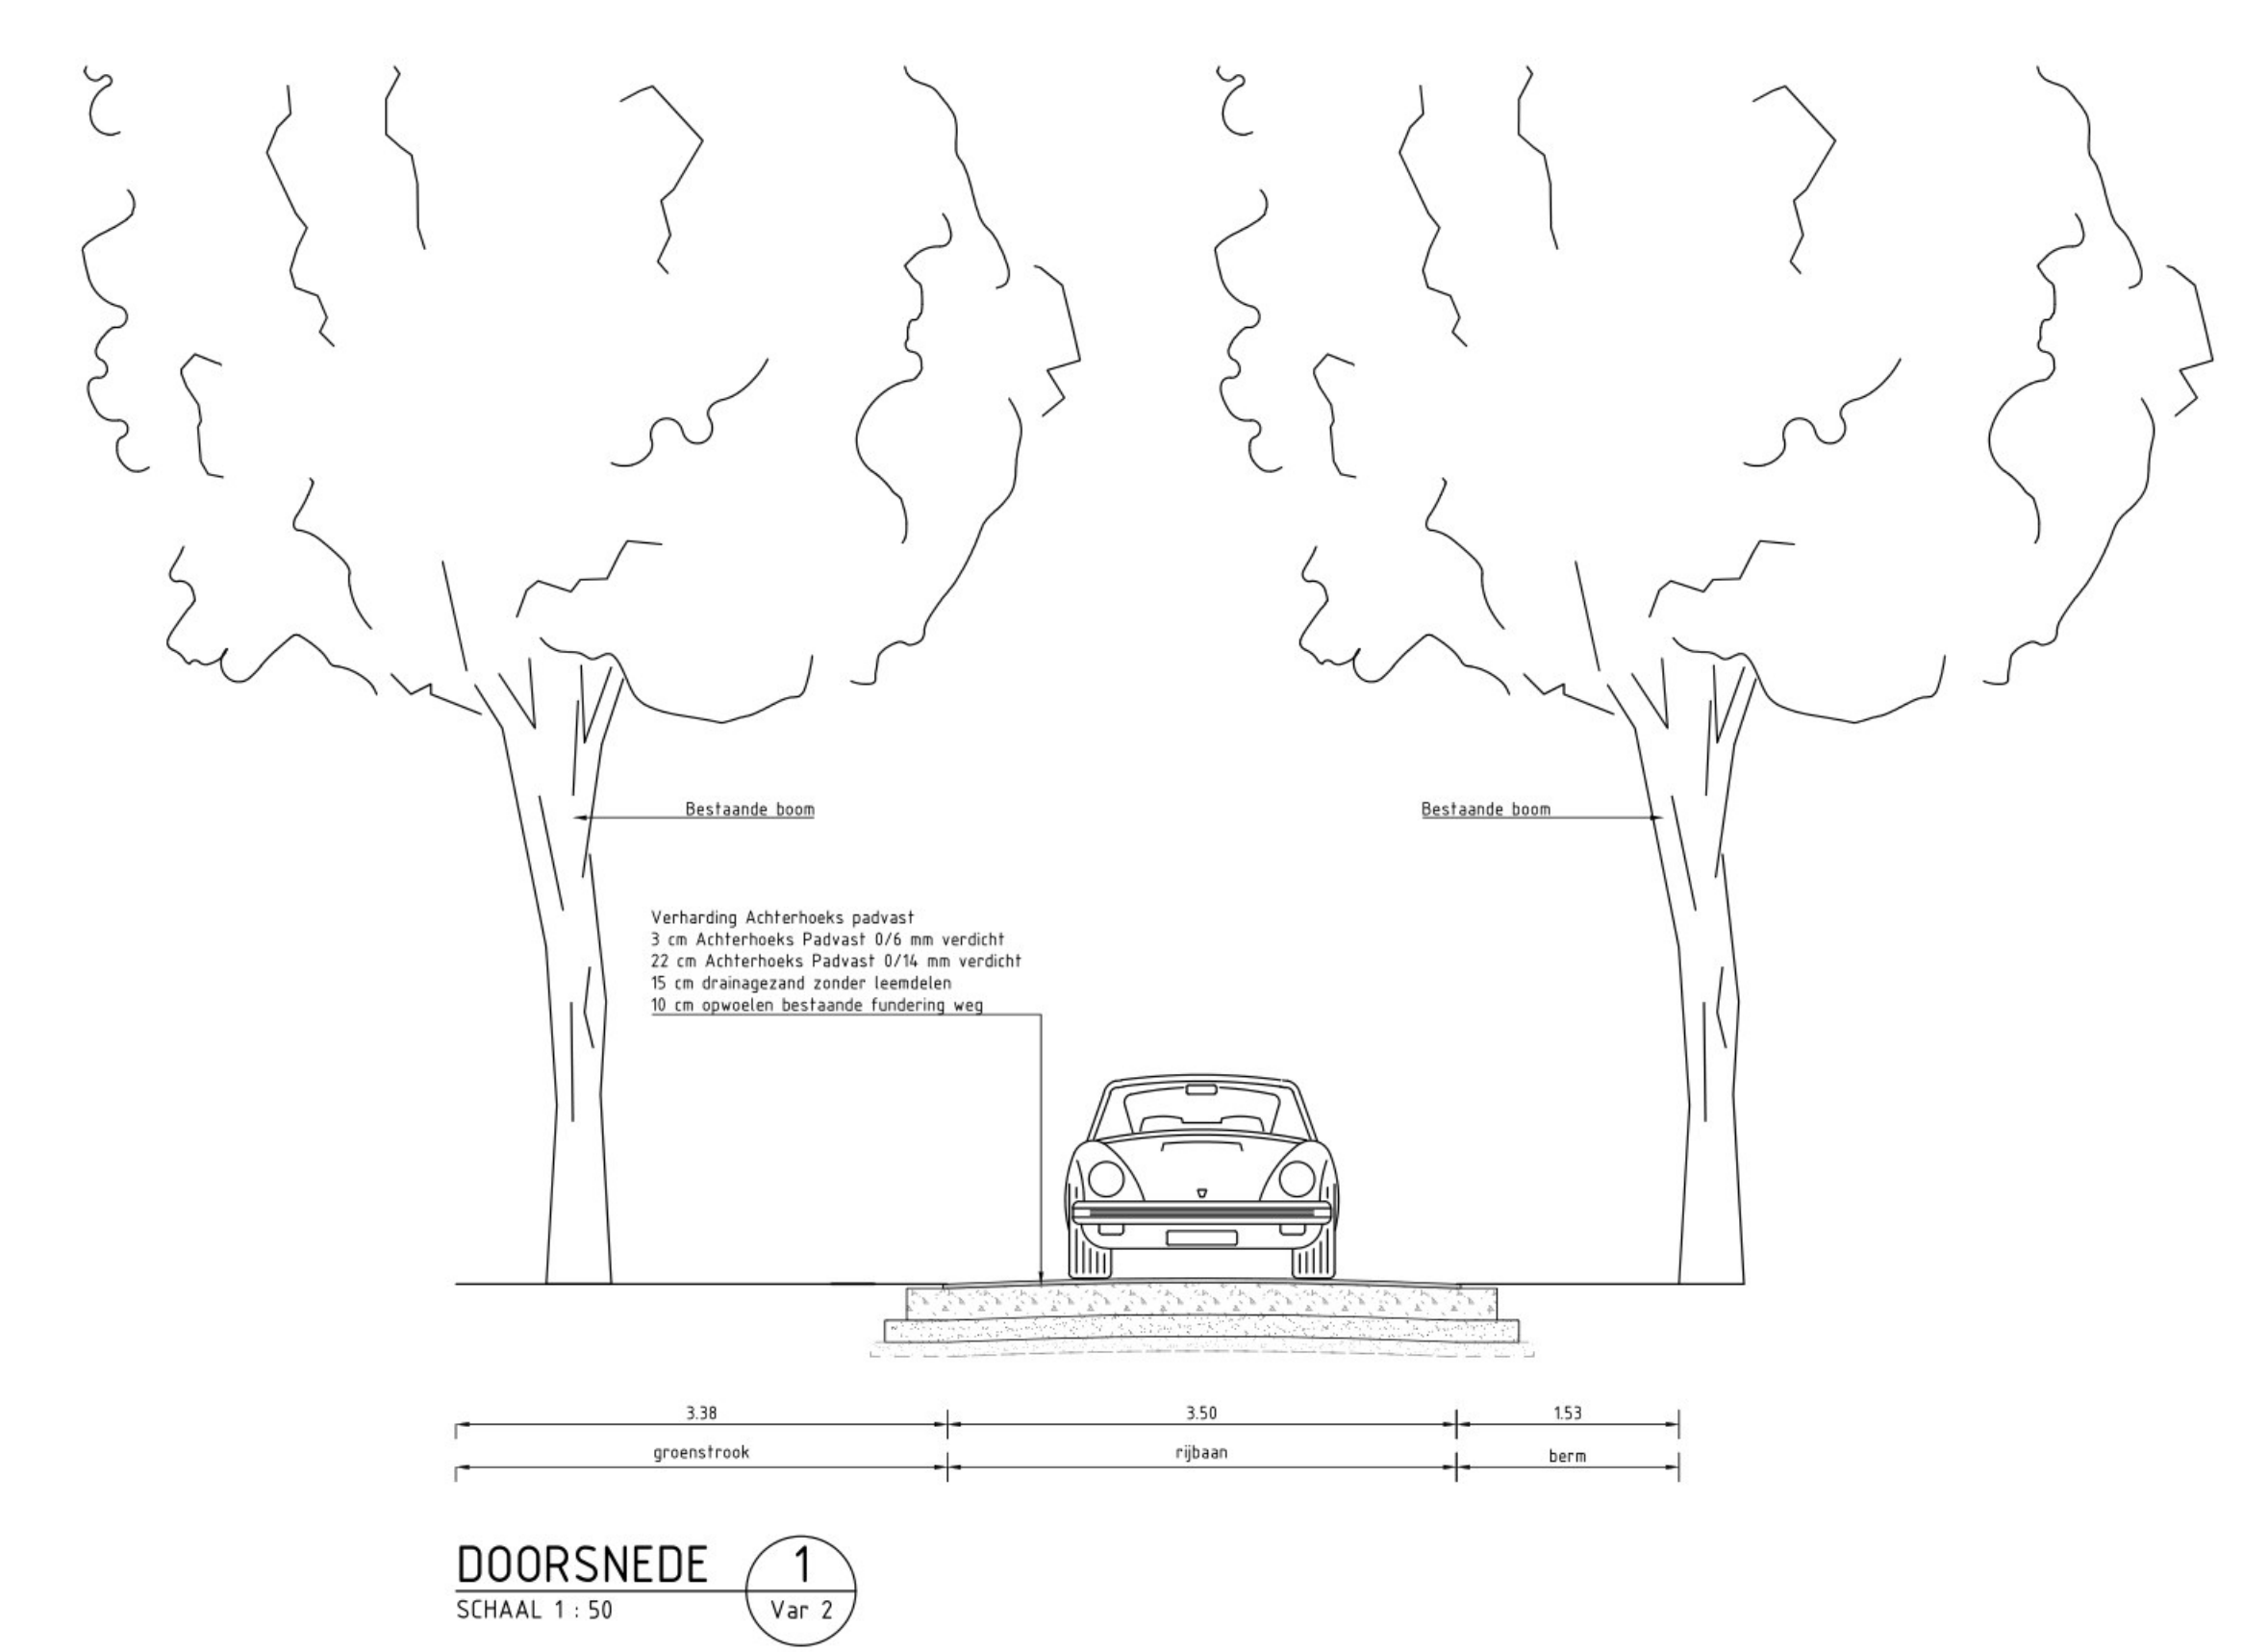 Bestaande boom
Bestaande boom
Verharding Achterhoeks padvast
3 cm Achterhoeks Padvast 0/6 mm verdicht
22 cm Achterhoeks Padvast 0/14 mm verdicht
15 cm drainagezand zonder leemdelen
10 cm opwoelen bestaande fundering weg
3.38
3.50
1.53
groenstrook
rijbaan
berm
DOORSNEDE
1
SCHAAL 1 : 50
Var 2